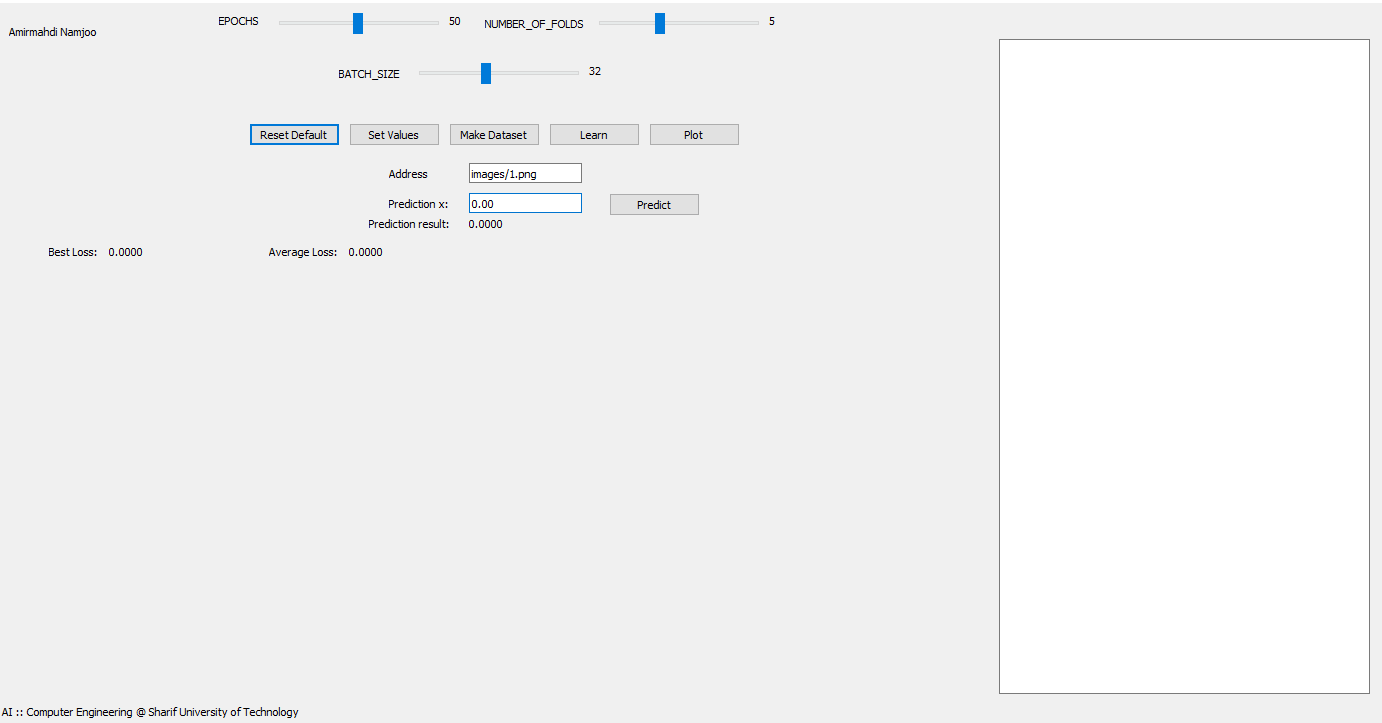 EPOCHS 50 NUMBER_OF_FOLDS 5
Amirmahdi Namjoo
BATCH_SIZE 32
Reset Default Set Values Make Dataset Learn Plot
Address images/1.png
Prediction x: 0.00 Predict
Prediction result: 0.0000
Best Loss: 0.0000 Average Loss: 0.0000
AI :: Computer Engineering @ Sharif University of Technology